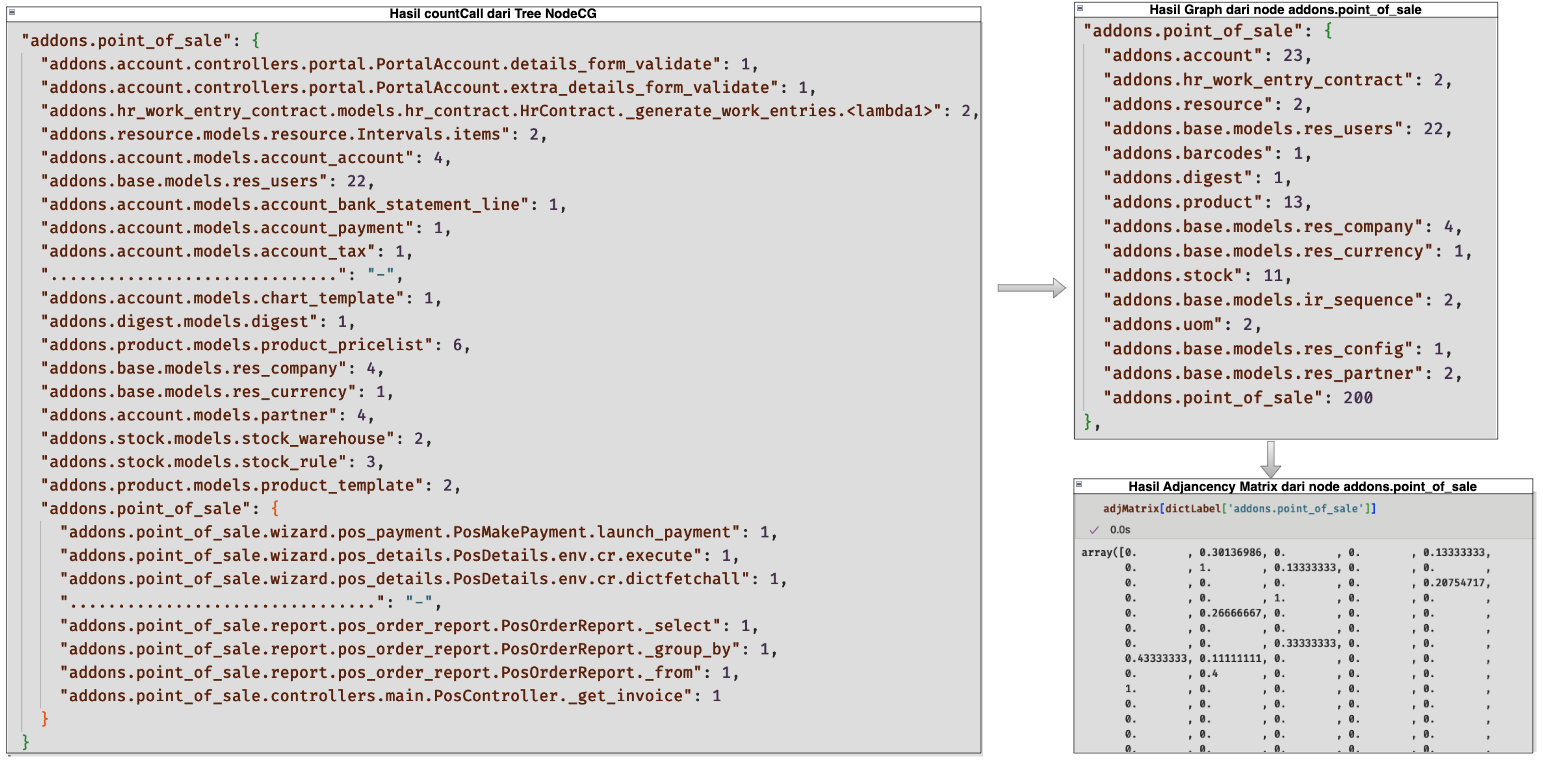 Hasil countCall dari Tree NodeCG
"addons.point_of_sale": {
"addons.account.controllers.portal.PortalAccount.details_form_validate": 1,
"addons.account.controllers.portal.PortalAccount.extra_details_form_validate": 1,
"addons.hr_work_entry_contract.models.hr_contract.HrContract._generate_work_entries.<lambda1>": 2,
"addons.resource.models.resource.Intervals.items": 2,
"addons.account.models.account_account": 4,
"addons.base.models.res_users": 22,
"addons.account.models.account_bank_statement_line": 1,
"addons.account.models.account_payment": 1,
"addons.account.models.account_tax": 1,
"..............................": "-",
"addons.account.models.chart_template": 1,
"addons.digest.models.digest": 1,
"addons.product.models.product_pricelist": 6,
"addons.base.models.res_company": 4,
"addons.base.models.res_currency": 1,
"addons.account.models.partner": 4,
"addons.stock.models.stock_warehouse": 2,
"addons.stock.models.stock_rule": 3,
"addons.product.models.product_template": 2,
"addons.point_of_sale": {
"addons.point_of_sale.wizard.pos_payment.PosMakePayment.launch_payment": 1,
"addons.point_of_sale.wizard.pos_details.PosDetails.env.cr.execute": 1,
"addons.point_of_sale.wizard.pos_details.PosDetails.env.cr.dictfetchall": 1,
"................................": "-",
"addons.point_of_sale.report.pos_order_report.PosOrderReport._select": 1,
"addons.point_of_sale.report.pos_order_report.PosOrderReport._group_by": 1,
"addons.point_of_sale.report.pos_order_report.PosOrderReport._from": 1,
"addons.point_of_sale.controllers.main.PosController._get_invoice": 1
}
}
Hasil Graph dari node addons.point_of_sale
"addons.point_of_sale": {
"addons.account": 23,
"addons.hr_work_entry_contract": 2,
"addons.resource": 2,
"addons.base.models.res_users": 22,
"addons.barcodes": 1,
"addons.digest": 1,
"addons.product": 13,
"addons.base.models.res_company": 4,
"addons.base.models.res_currency": 1,
"addons.stock": 11,
"addons.base.models.ir_sequence": 2,
"addons.uom": 2,
"addons.base.models.res_config": 1,
"addons.base.models.res_partner": 2,
"addons.point_of_sale": 200
},
Hasil Adjancency Matrix dari node addons.point_of_sale
adjMatrix[dictLabel['addons.point_of_sale']]
✓ 0.0s
array([0. , 0.30136986, 0. , 0. , 0.13333333,
0. , 1. , 0.13333333, 0. , 0. ,
0. , 0. , 0. , 0. , 0.20754717,
0. , 0. , 1. , 0. , 0. ,
0. , 0.26666667, 0. , 0. , 0. ,
0. , 0. , 0. , 0. , 0. ,
0. , 0. , 0.33333333, 0. , 0. ,
0.43333333, 0.11111111, 0. , 0. , 0. ,
0. , 0.4 , 0. , 0. , 0. ,
1. , 0. , 0. , 0. , 0. ,
0. , 0. , 0. , 0. , 0. ,
0. , 0. , 0. , 0. , 0. ,
0. , 0. , 0. , 0. , 0. ,
0. , 0. , 0. , 0. , 0. ,